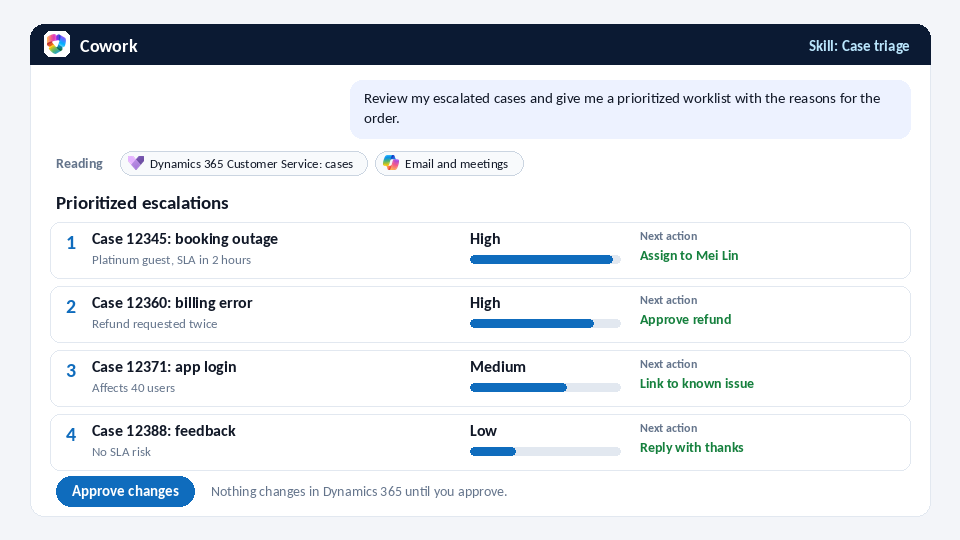 Cowork
Skill: Case triage
Review my escalated cases and give me a prioritized worklist with the reasons for the
order.
Reading
Dynamics 365 Customer Service: cases
Email and meetings
Prioritized escalations
1
Case 12345: booking outage
Platinum guest, SLA in 2 hours
High
Next action
Assign to Mei Lin
2
Case 12360: billing error
Refund requested twice
High
Next action
Approve refund
3
Case 12371: app login
Affects 40 users
Medium
Next action
Link to known issue
4
Case 12388: feedback
No SLA risk
Low
Next action
Reply with thanks
Approve changes
Nothing changes in Dynamics 365 until you approve.